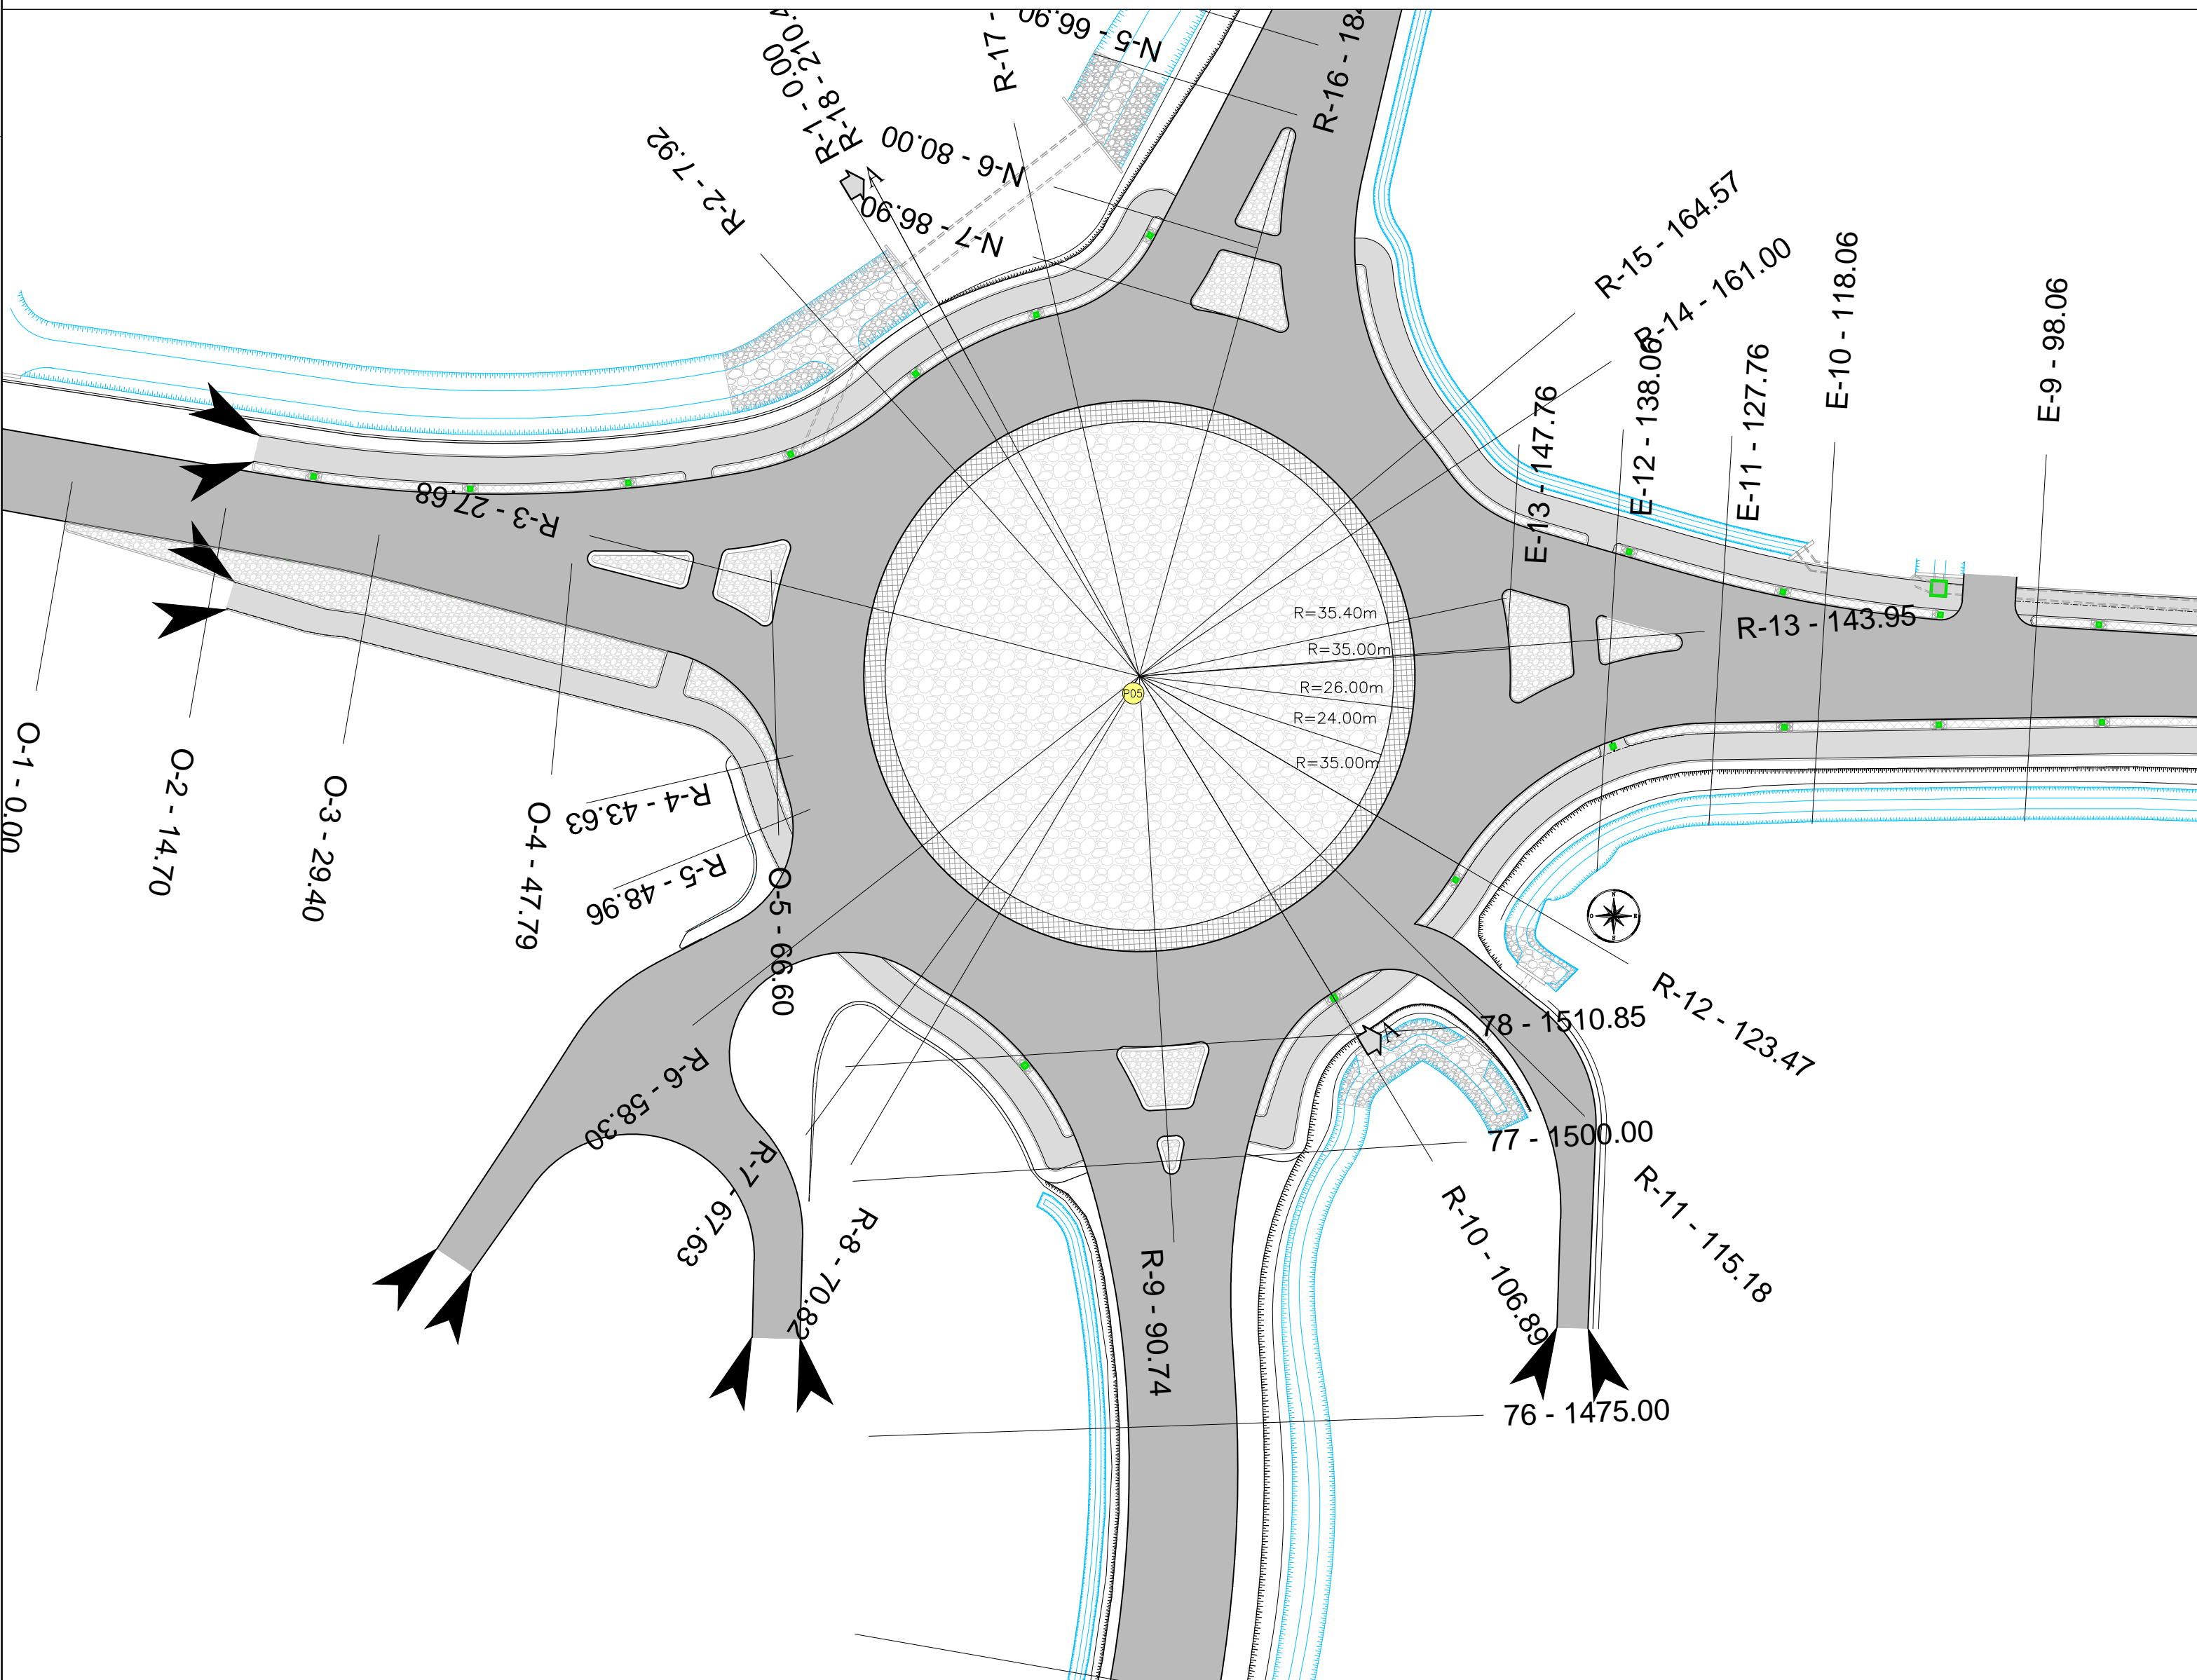 N-5 - 66.90
R-17 -
R-1 - 0.00
R-18 - 210.4
R-16 - 184
N-6 - 80.00
R-2 - 7.92
A
N-7 - 86.90
R-15 - 164.57
R-14 - 161.00
E-13 - 147.76
E-12 - 138.06
E-11 - 127.76
E-10 - 118.06
E-9 - 98.06
R-3 - 27.68
R=35.40m
R-13 - 143.95
R=35.00m
R=26.00m
P05
R=24.00m
R=35.00m
O-1 - 0.00
O-2 - 14.70
O-3 - 29.40
O-4 - 47.79
R-4 - 43.63
R-5 - 48.96
O-5 - 66.60
R-12 - 123.47
78 - 1510.85
A
R-6 - 58.30
77 - 1500.00
R-7 - 67.63
R-8 - 70.82
R-9 - 90.74
R-10 - 106.89
R-11 - 115.18
76 - 1475.00